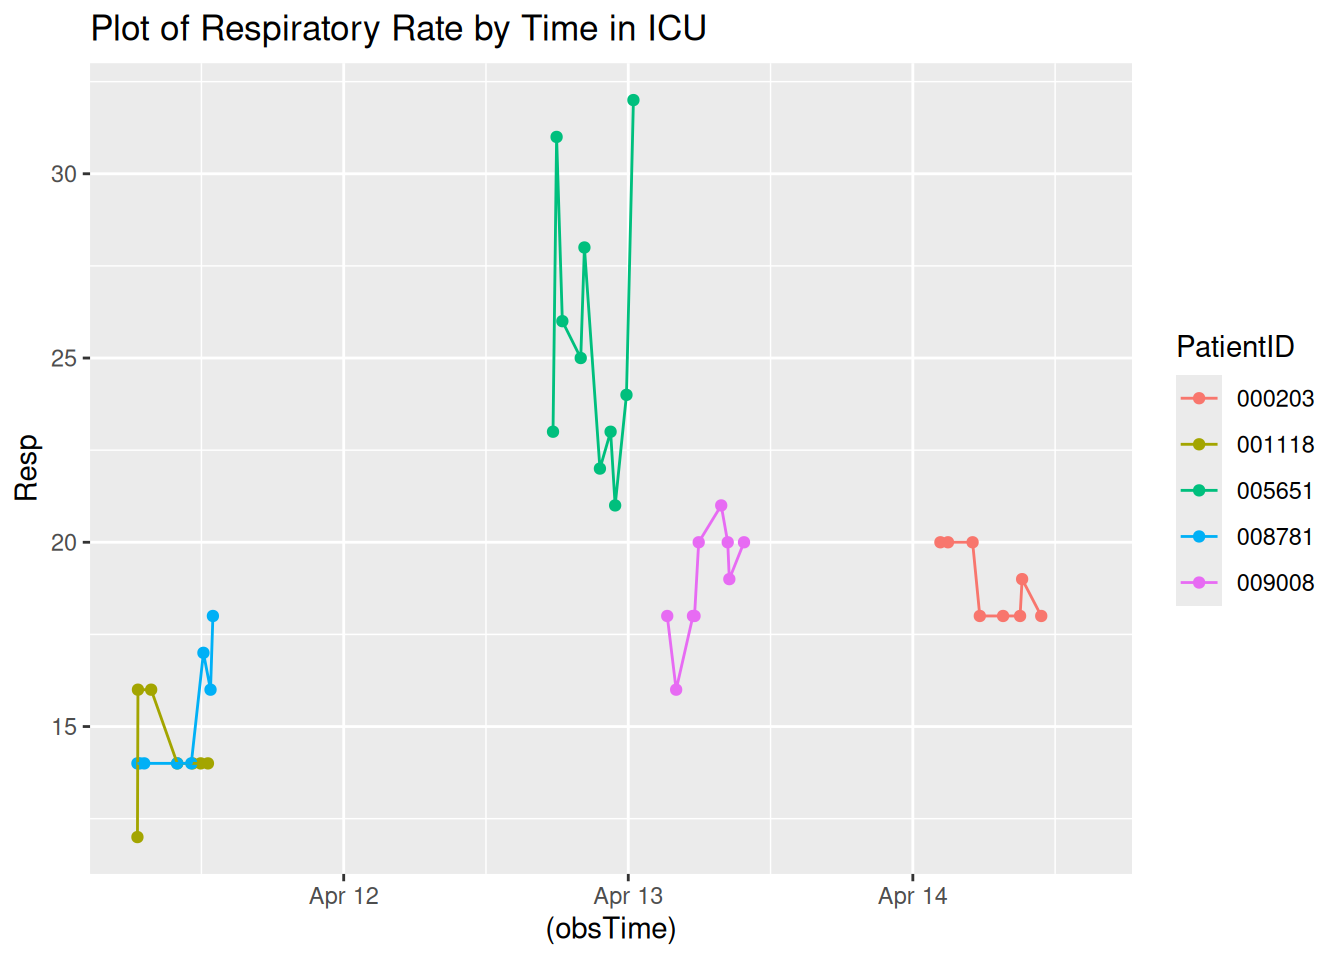 Plot of Respiratory Rate by Time in ICU
Resp
30
25
20
15
Apr 12
Apr 13
Apr 14
(obsTime)
PatientID
000203
001118
005651
008781
009008